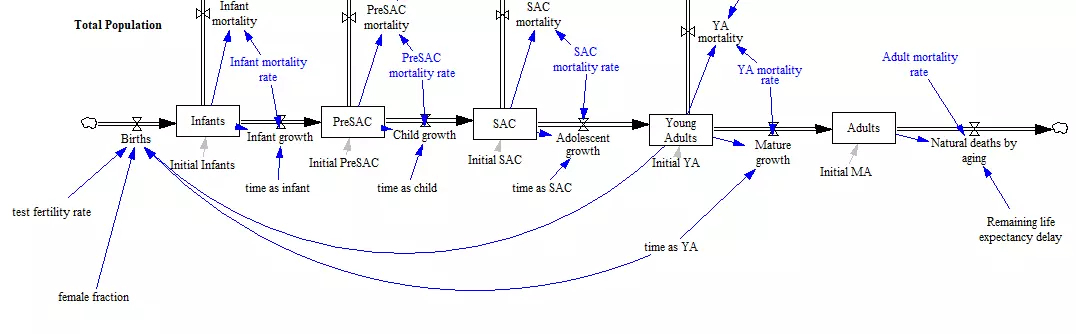 Total Population
Infant
mortality
PreSAC
mortality
SAC
mortality
YA
mortality
Infant mortality
rate
PreSAC
mortality rate
SAC
mortality rate
YA mortality
rate
Adult mortality
rate
Births
Infants
Infant growth
PreSAC
Child growth
SAC
Adolescent
growth
Young
Adults
Mature
growth
Adults
Natural deaths by
aging
Initial Infants
Initial PreSAC
Initial SAC
Initial YA
Initial MA
time as infant
time as child
time as SAC
time as YA
test fertility rate
Remaining life
expectancy delay
female fraction